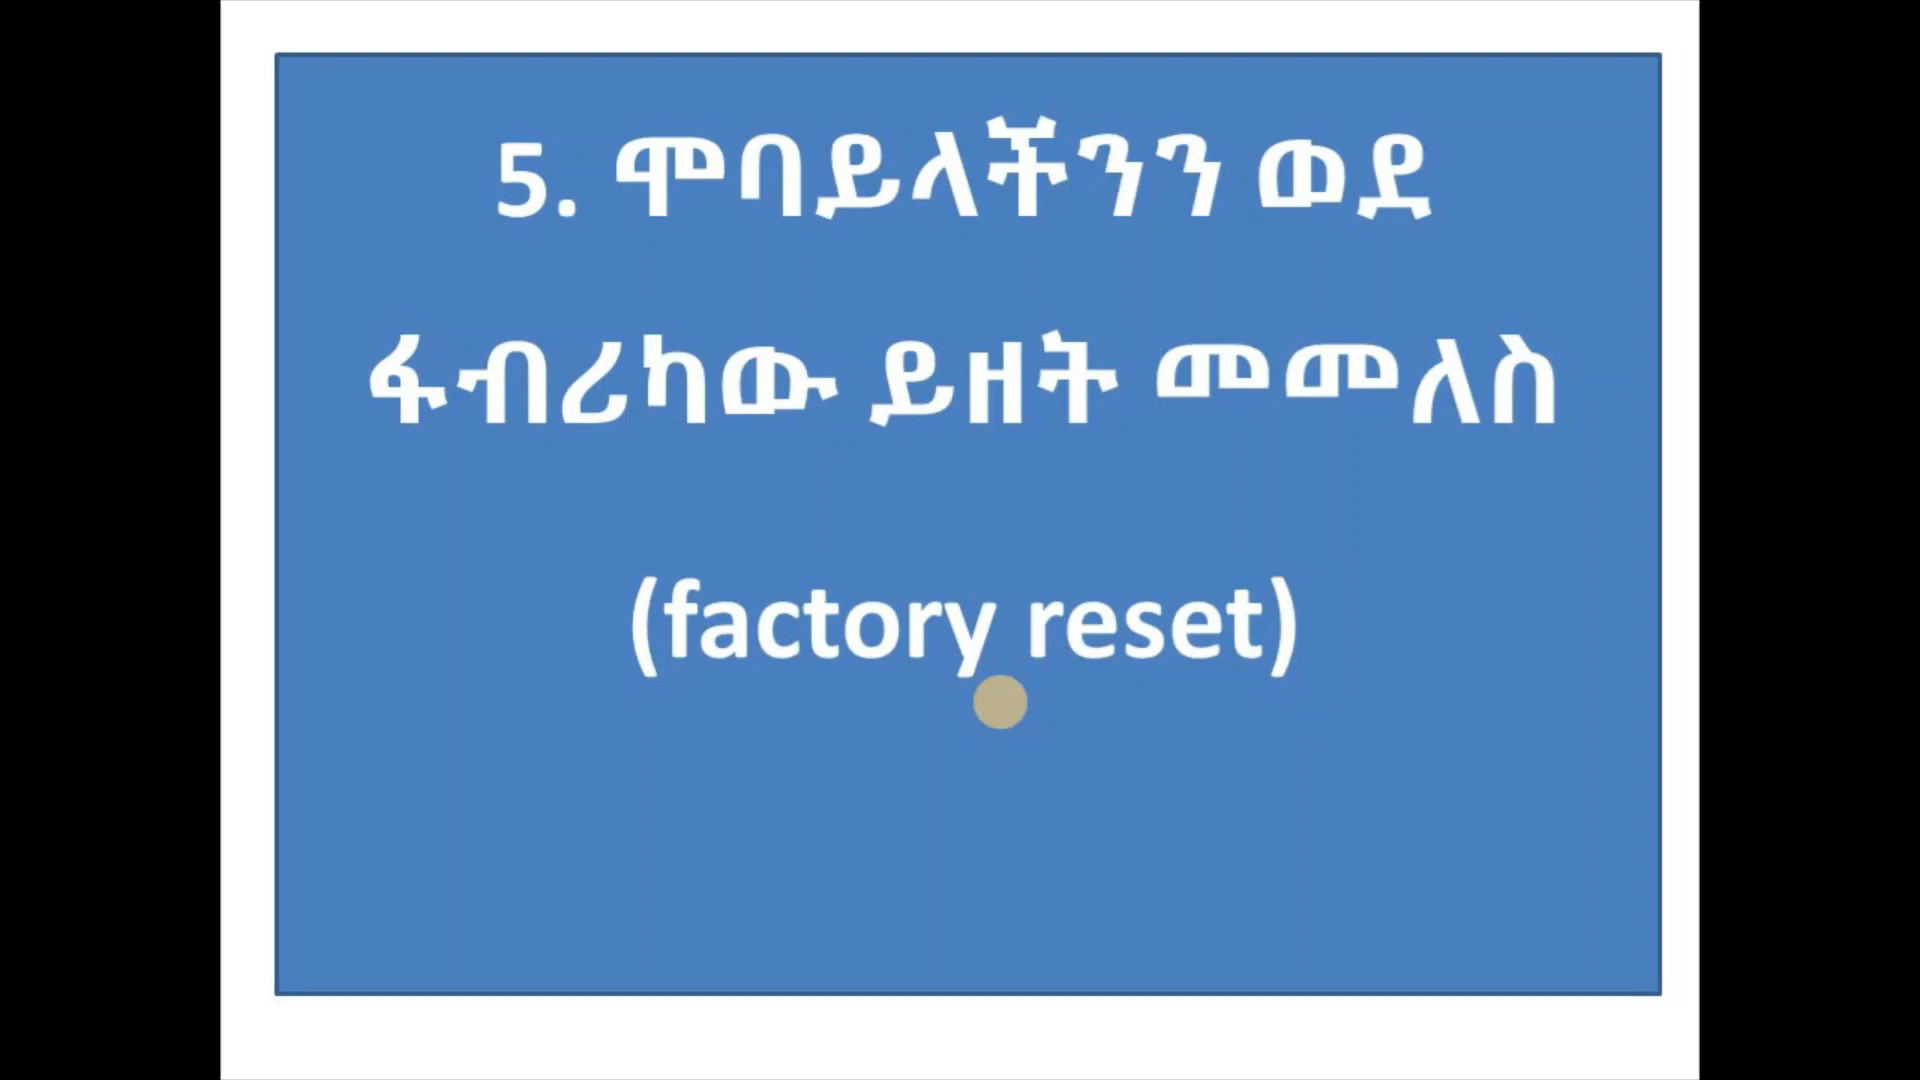 5. ሞባይላችንን ወደ
ፋብሪካው ይዘት መመለስ
(factory reset)